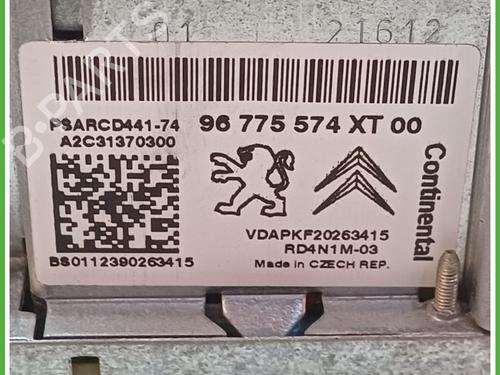 01 21612
PSARCD441-74 96 775 574 XT 00
A2C31370300
Continental
VDAPKF20263415
RD4N1M-03
BS0112390263415
Made in CZECH REP.
B-PARTS